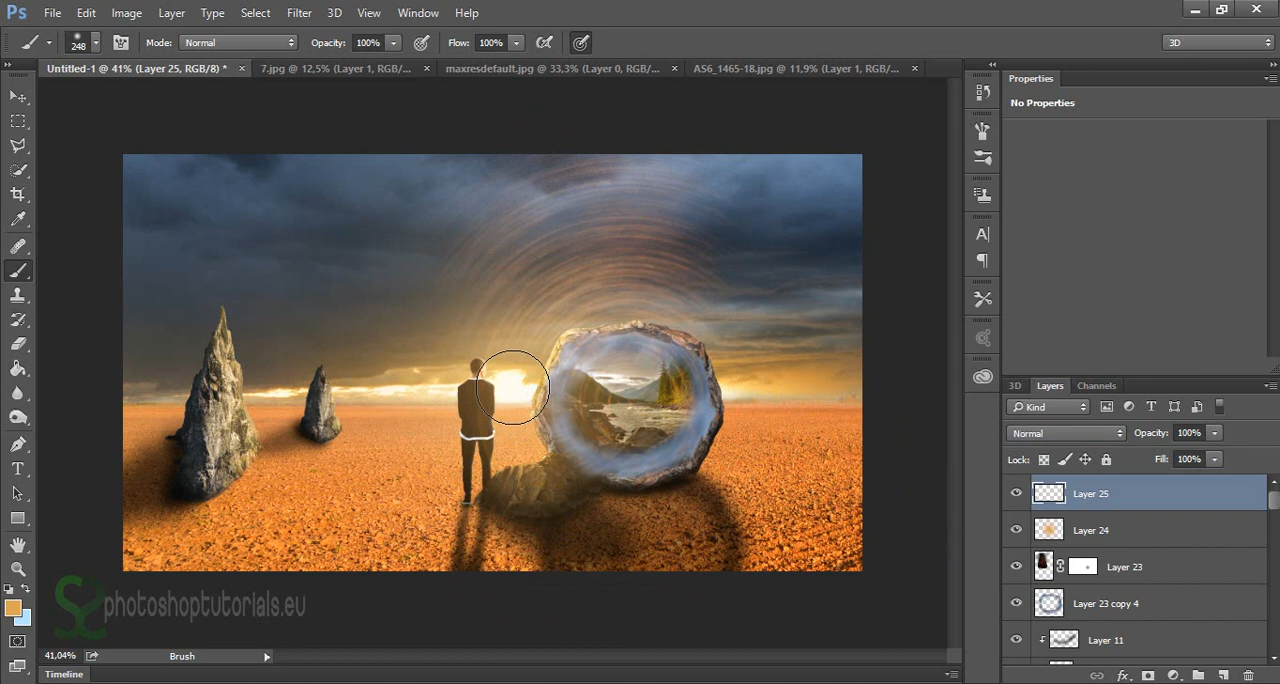 Ps File Edit Image Layer Type Select Filter 3D View Window Help
248 Mode: Normal Opacity: 100% Flow: 100% 3D
Untitled-1 @ 41% (Layer 25, RGB/8) * × 7.jpg @ 12,5% (Layer 1, RGB/... × maxresdefault.jpg @ 33,3% (Layer 0, RGB/... × AS6_1465-18.jpg @ 11,9% (Layer 1, RGB/... ×
Properties
No Properties
3D Layers Channels
Kind
Normal Opacity: 100%
Lock: Fill: 100%
Layer 25
Layer 24
Layer 23
Layer 23 copy 4
Layer 11
photoshoptutorials.eu
41,04% Brush
Timeline